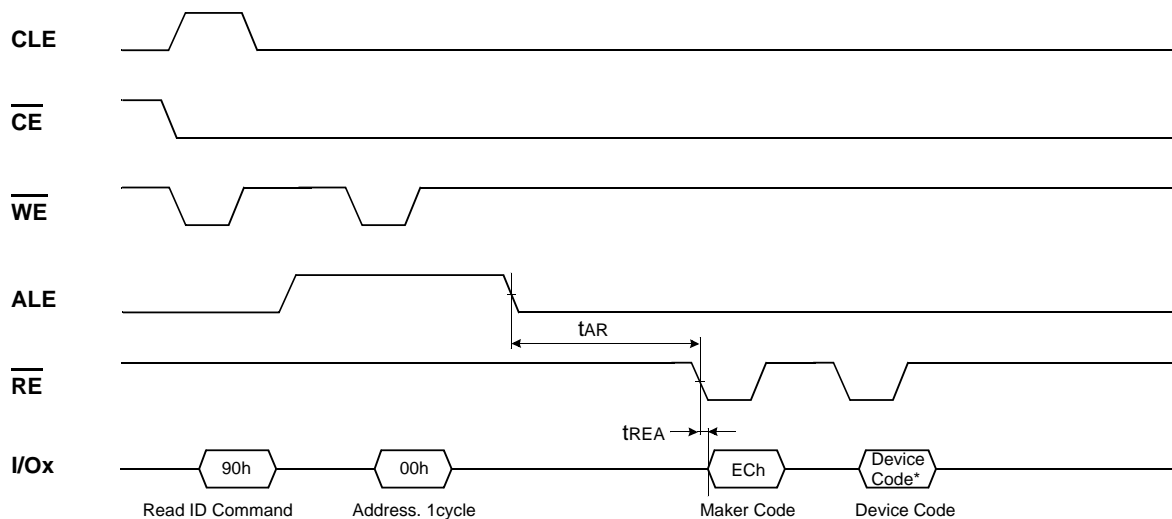 CLE
CE
WE
ALE
tAR
RE
tREA
I/Ox
90h
00h
ECh
Device
Code*
Read ID Command
Address. 1cycle
Maker Code
Device Code